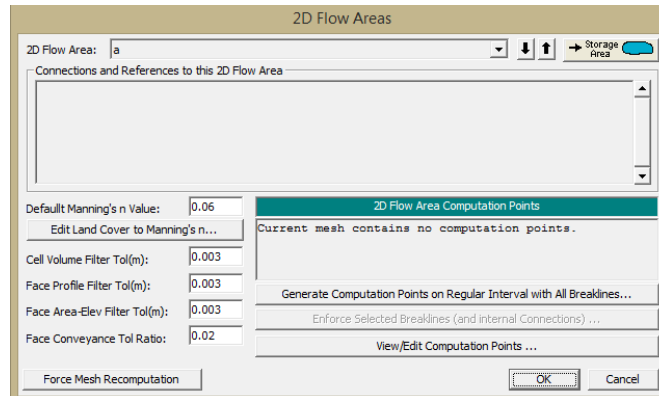 2D Flow Areas
2D Flow Area: a
Storage Area
Connections and References to this 2D Flow Area
Defaullt Manning's n Value: 0.06
Edit Land Cover to Manning's n...
Cell Volume Filter Tol(m): 0.003
Face Profile Filter Tol(m): 0.003
Face Area-Elev Filter Tol(m): 0.003
Face Conveyance Tol Ratio: 0.02
2D Flow Area Computation Points
Current mesh contains no computation points.
Generate Computation Points on Regular Interval with All Breaklines...
Enforce Selected Breaklines (and internal Connections) ...
View/Edit Computation Points ...
Force Mesh Recomputation
OK
Cancel